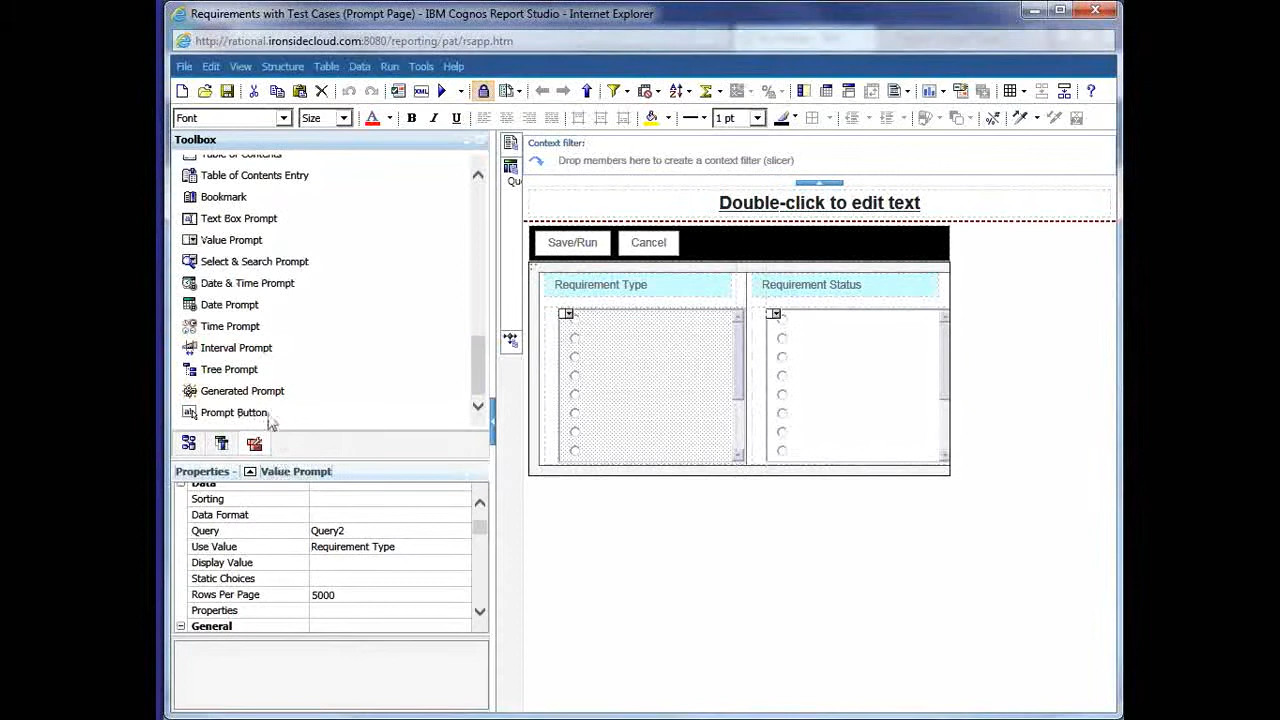 Requirements with Test Cases (Prompt Page) - IBM Cognos Report Studio - Internet Explorer
http://rational.ironsidecloud.com:8080/reporting/pat/rsapp.htm
File Edit View Structure Table Data Run Tools Help
Font Size 1 pt
Toolbox
Table of Contents
Table of Contents Entry
Bookmark
Text Box Prompt
Value Prompt
Select & Search Prompt
Date & Time Prompt
Date Prompt
Time Prompt
Interval Prompt
Tree Prompt
Generated Prompt
Prompt Button
Properties - Value Prompt
Data
Sorting
Data Format
Query Query2
Use Value Requirement Type
Display Value
Static Choices
Rows Per Page 5000
Properties
General
Context filter:
Drop members here to create a context filter (slicer)
Double-click to edit text
Save/Run Cancel
Requirement Type Requirement Status